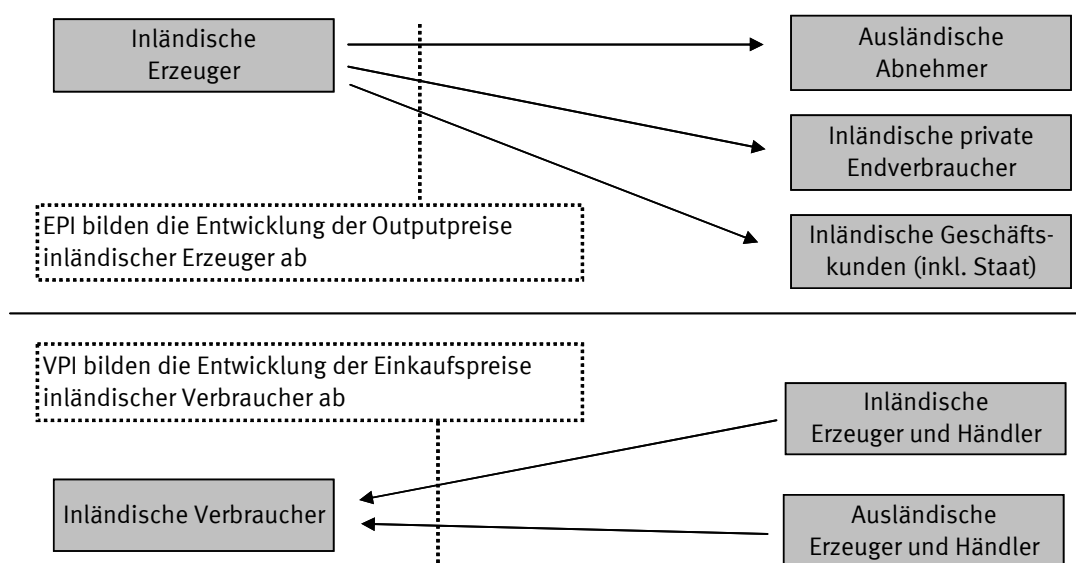 Inländische
Erzeuger
Ausländische
Abnehmer
Inländische private
Endverbraucher
Inländische Geschäfts-
kunden (inkl. Staat)
EPI bilden die Entwicklung der Outputpreise
inländischer Erzeuger ab
VPI bilden die Entwicklung der Einkaufspreise
inländischer Verbraucher ab
Inländische
Erzeuger und Händler
Inländische Verbraucher
Ausländische
Erzeuger und Händler